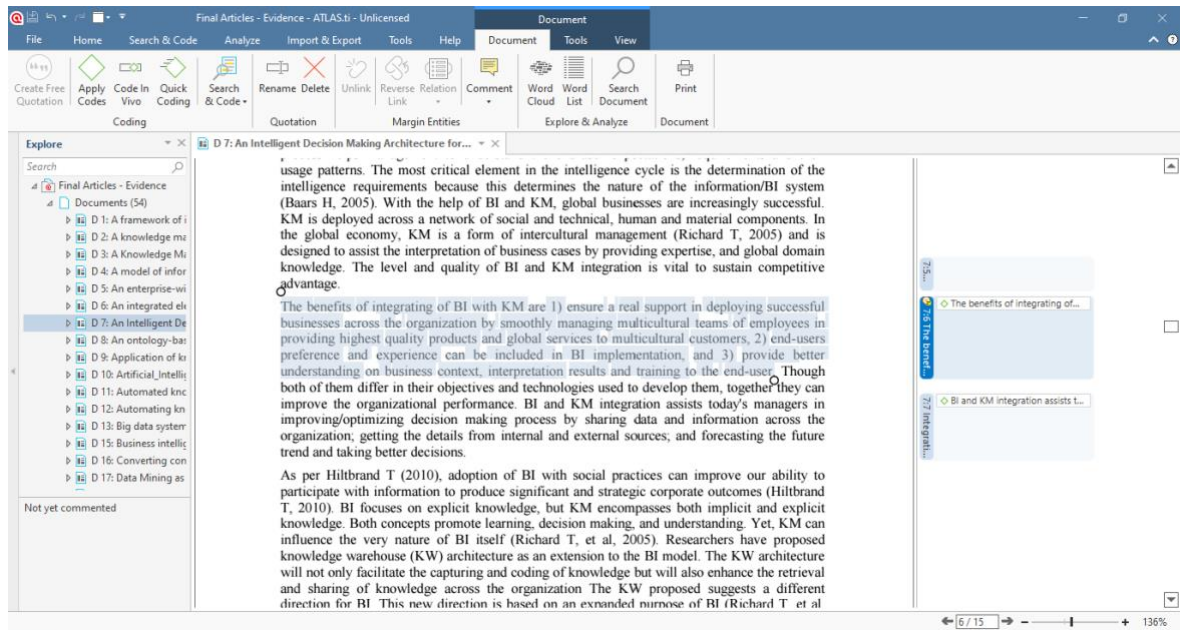 Final Articles - Evidence - ATLAS.ti - Unlicensed
Document
File Home Search & Code Analyze Import & Export Tools Help Document Tools View
Create Free Quotation
Apply Codes
Code In Vivo
Quick Coding
Search & Code
Rename Delete
Unlink
Reverse Link
Relation
Comment
Word Cloud
Word List
Search Document
Print
Coding Quotation Margin Entities Explore & Analyze Document
Explore
D 7: An Intelligent Decision Making Architecture for...
Search
Final Articles - Evidence
Documents (54)
D 1: A framework of i
D 2: A knowledge ma
D 3: A Knowledge Ma
D 4: A model of infor
D 5: An enterprise-wi
D 6: An integrated ele
D 7: An Intelligent De
D 8: An ontology-bas
D 9: Application of kn
D 10: Artificial_Intellig
D 11: Automated knc
D 12: Automating kn
D 13: Big data system
D 15: Business intellig
D 16: Converting con
D 17: Data Mining as
Not yet commented
usage patterns. The most critical element in the intelligence cycle is the determination of the
intelligence requirements because this determines the nature of the information/BI system
(Baars H, 2005). With the help of BI and KM, global businesses are increasingly successful.
KM is deployed across a network of social and technical, human and material components. In
the global economy, KM is a form of intercultural management (Richard T, 2005) and is
designed to assist the interpretation of business cases by providing expertise, and global domain
knowledge. The level and quality of BI and KM integration is vital to sustain competitive
advantage.
The benefits of integrating of BI with KM are 1) ensure a real support in deploying successful
businesses across the organization by smoothly managing multicultural teams of employees in
providing highest quality products and global services to multicultural customers, 2) end-users
preference and experience can be included in BI implementation, and 3) provide better
understanding on business context, interpretation results and training to the end-user. Though
both of them differ in their objectives and technologies used to develop them, together they can
improve the organizational performance. BI and KM integration assists today's managers in
improving/optimizing decision making process by sharing data and information across the
organization; getting the details from internal and external sources; and forecasting the future
trend and taking better decisions.
As per Hiltbrand T (2010), adoption of BI with social practices can improve our ability to
participate with information to produce significant and strategic corporate outcomes (Hiltbrand
T, 2010). BI focuses on explicit knowledge, but KM encompasses both implicit and explicit
knowledge. Both concepts promote learning, decision making, and understanding. Yet, KM can
influence the very nature of BI itself (Richard T, et al, 2005). Researchers have proposed
knowledge warehouse (KW) architecture as an extension to the BI model. The KW architecture
will not only facilitate the capturing and coding of knowledge but will also enhance the retrieval
and sharing of knowledge across the organization The KW proposed suggests a different
direction for BI. This new direction is based on an expanded purpose of BI (Richard T, et al
7:5...
7:6 The benef...
The benefits of integrating of...
7:7 Integrati...
BI and KM integration assists t...
6 / 15
136%